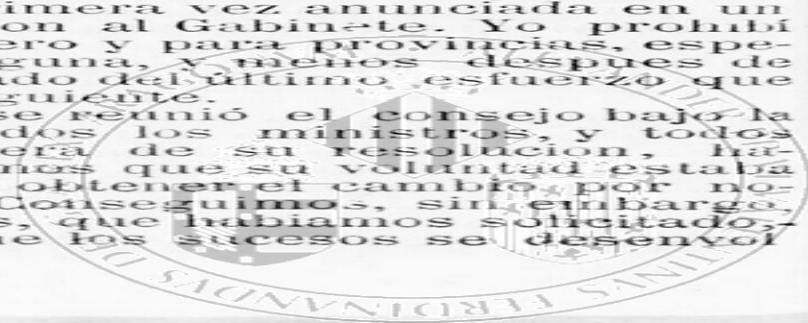 imera vez anunciada en un
on al Gabinete. Yo prohibí
ero y para provincias, espe-
guna, y menos después de
do del último esfuerzo que
guiente.
se reunió el consejo bajo la
dos los ministros, y todos
era de su resolución, ha-
mos que su voluntad estaba
obtener el cambio por no-
Conseguimos, sin embargo
s, que habíamos solicitado,
ue los sucesos se desenvol